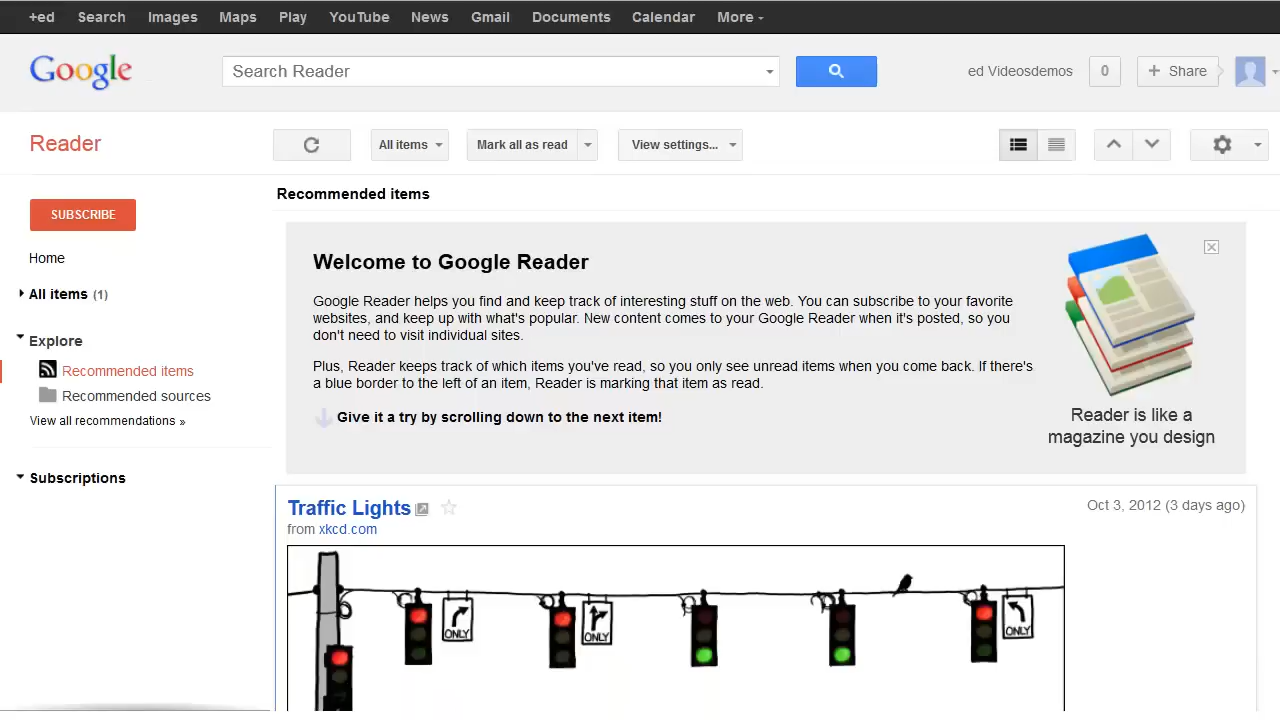 +ed Search Images Maps Play YouTube News Gmail Documents Calendar More
Google
Search Reader
ed Videosdemos
0
+ Share
Reader
All items
Mark all as read
View settings...
SUBSCRIBE
Home
All items (1)
Explore
Recommended items
Recommended sources
View all recommendations »
Subscriptions
Recommended items
Welcome to Google Reader
Google Reader helps you find and keep track of interesting stuff on the web. You can subscribe to your favorite
websites, and keep up with what's popular. New content comes to your Google Reader when it's posted, so you
don't need to visit individual sites.
Plus, Reader keeps track of which items you've read, so you only see unread items when you come back. If there's
a blue border to the left of an item, Reader is marking that item as read.
Give it a try by scrolling down to the next item!
Reader is like a
magazine you design
Traffic Lights
Oct 3, 2012 (3 days ago)
from xkcd.com
ONLY
ONLY
ONLY